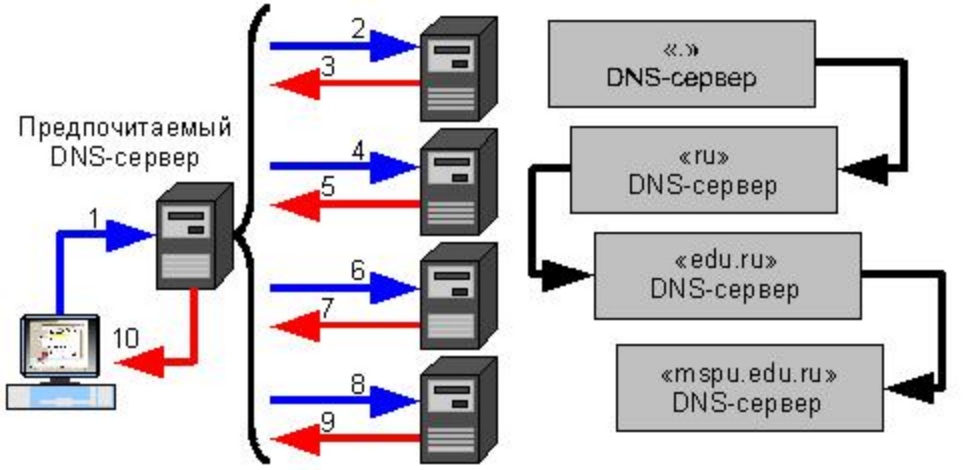 Предпочитаемый
DNS-сервер
1
10
2
3
4
5
6
7
8
9
«.»
DNS-сервер
«ru»
DNS-сервер
«edu.ru»
DNS-сервер
«mspu.edu.ru»
DNS-сервер